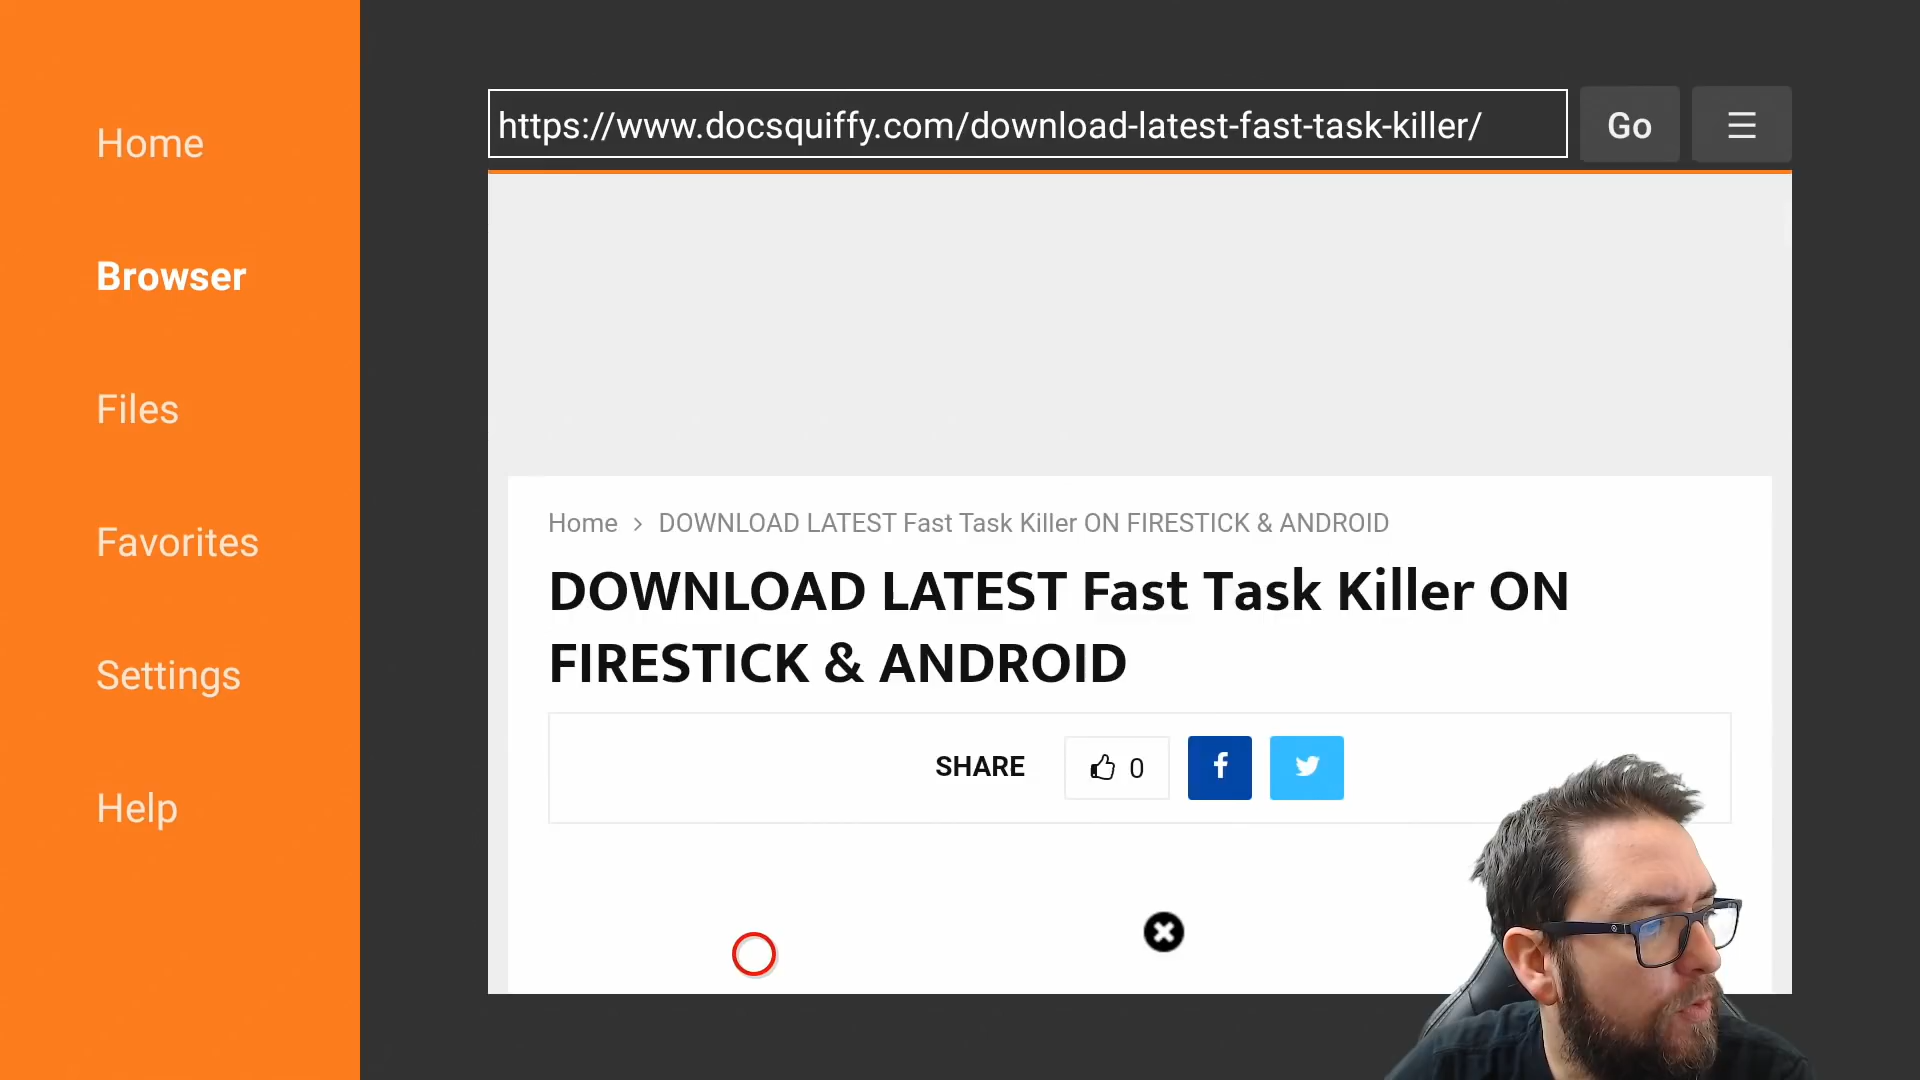 Home
Browser
Files
Favorites
Settings
Help
https://www.docsquiffy.com/download-latest-fast-task-killer/
Go
Home > DOWNLOAD LATEST Fast Task Killer ON FIRESTICK & ANDROID
DOWNLOAD LATEST Fast Task Killer ON
FIRESTICK & ANDROID
SHARE
0